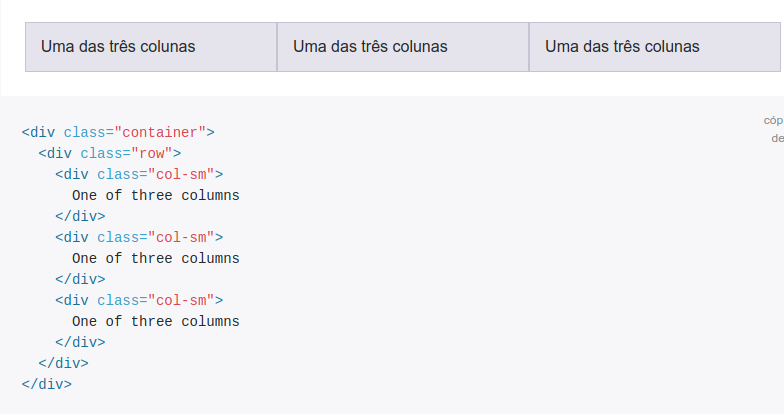 Uma das três colunas Uma das três colunas Uma das três colunas
cóp
de
<div class="container">
  <div class="row">
    <div class="col-sm">
      One of three columns
    </div>
    <div class="col-sm">
      One of three columns
    </div>
    <div class="col-sm">
      One of three columns
    </div>
  </div>
</div>